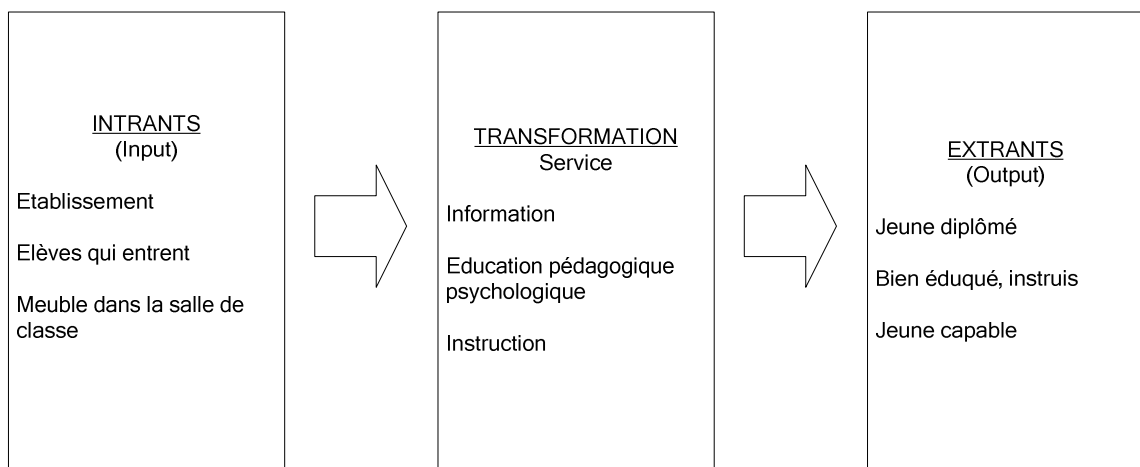 INTRANTS
(Input)
Etablissement
Elèves qui entrent
Meuble dans la salle de
classe
TRANSFORMATION
Service
Information
Education pédagogique
psychologique
Instruction
EXTRANTS
(Output)
Jeune diplômé
Bien éduqué, instruis
Jeune capable